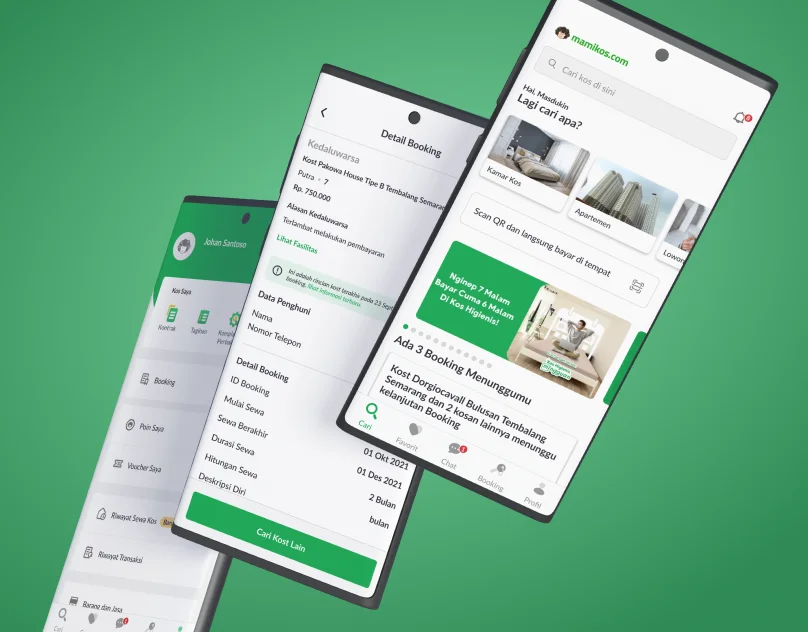 mamikos.com
Cari kos di sini
Hai, Masdukin
Lagi cari apa?
8
Kamar Kos
Apartemen
Lowon
Scan QR dan langsung bayar di tempat
Nginep 7 Malam
Bayar Cuma 6 Malam
Di Kos Higienis!
Ada 3 Booking Menunggumu
Kost Dorgiocavall Bulusan Tembalang
Semarang dan 2 kosan lainnya menunggu
kelanjutan Booking
Cari
Favorit
Chat
Booking
Profil
Detail Booking
Kedaluwarsa
Kost Pakowa House Tipe B Tembalang Semaran
Putra • 7
Rp. 750.000
Alasan Kedaluwarsa
Terlambat melakukan pembayaran
Lihat Fasilitas
Ini adalah rincian kost terakhir pada 23 Sep
booking. lihat informasi terbaru.
Data Penghuni
Nama
Nomor Telepon
Detail Booking
ID Booking
Mulai Sewa
01 Okt 2021
Sewa Berakhir
01 Des 2021
Durasi Sewa
2 Bulan
Hitungan Sewa
bulan
Deskripsi Diri
Cari Kost Lain
Johan Santoso
Kos Saya
Kontrak
Tagihan
Booking
Poin Saya
Voucher Saya
Riwayat Sewa Kos
Riwayat Transaksi
Barang dan Jasa
Cari